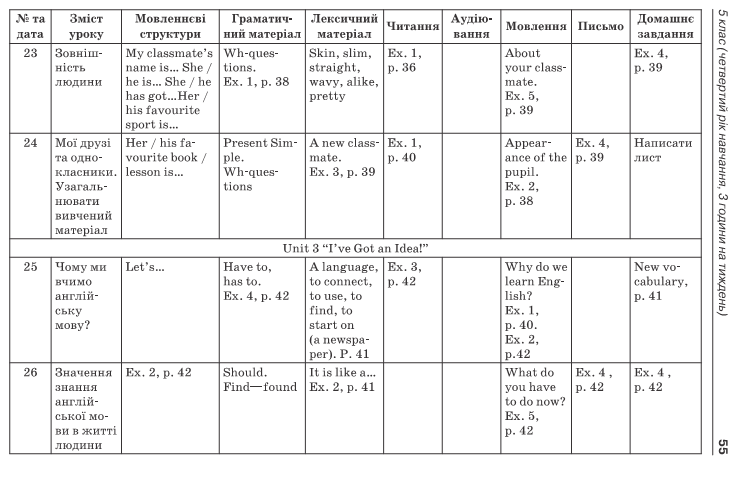 № та дата | Зміст уроку | Мовленнєві структури | Граматич-ний матеріал | Лексичний матеріал | Читання | Аудію-вання | Мовлення | Письмо | Домашнє завдання
23 | Зовніш-ність людини | My classmate's name is... She / he is... She / he has got...Her / his favourite sport is... | Wh-ques-tions. Ex. 1, p. 38 | Skin, slim, straight, wavy, alike, pretty | Ex. 1, p. 36 | | About your class-mate. Ex. 5, p. 39 | | Ex. 4, p. 39
24 | Мої друзі та одно-класники. Узагаль-нювати вивчений матеріал | Her / his fa-vourite book / lesson is... | Present Sim-ple. Wh-ques-tions | A new class-mate. Ex. 3, p. 39 | Ex. 1, p. 40 | | Appear-ance of the pupil. Ex. 2, p. 38 | Ex. 4, p. 39 | Написати лист
Unit 3 "I've Got an Idea!"
25 | Чому ми вчимо англій-ську мову? | Let's... | Have to, has to. Ex. 4, p. 42 | A language, to connect, to use, to find, to start on (a newspa-per). P. 41 | Ex. 3, p. 42 | | Why do we learn Eng-lish? Ex. 1, p. 40. Ex. 2, p.42 | | New vo-cabulary, p. 41
26 | Значення знання англій-ської мо-ви в житті людини | Ex. 2, p. 42 | Should. Find—found | It is like a... Ex. 2, p. 41 | | | What do you have to do now? Ex. 5, p. 42 | Ex. 4 , p. 42 | Ex. 4 , p. 42
5 клас (четвертий рік навчання, 3 години на тиждень)
55